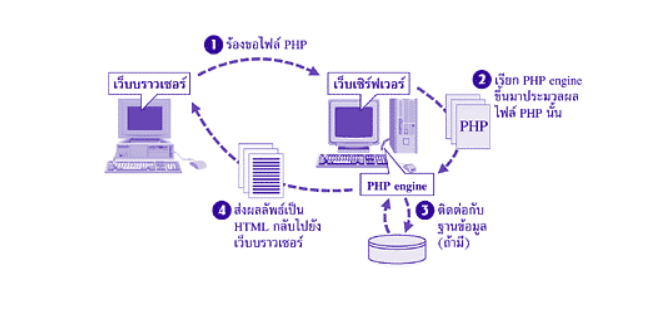 1 ร้องขอไฟล์ PHP
เว็บบราวเซอร์
เว็บเซิร์ฟเวอร์
2 เรียก PHP engine
ขึ้นมาประมวลผล
ไฟล์ PHP นั้น
PHP
PHP engine
3 ติดต่อกับ
ฐานข้อมูล
(ถ้ามี)
4 ส่งผลลัพธ์เป็น
HTML กลับไปยัง
เว็บบราวเซอร์